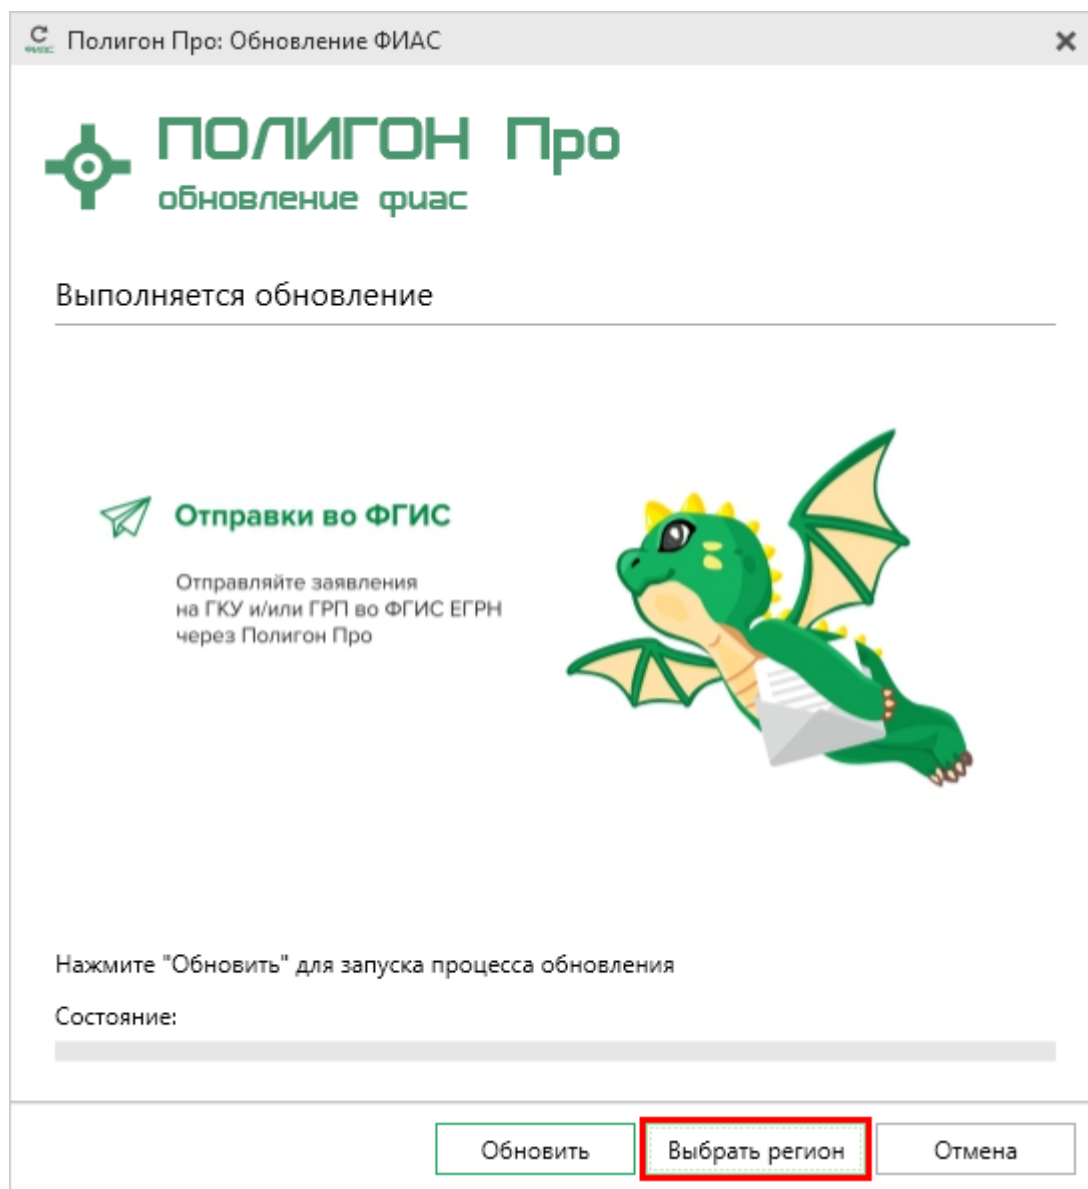 ФИАС
Полигон Про: Обновление ФИАС
ПОЛИГОН Про
обновление фиас
Выполняется обновление
Отправки во ФГИС
Отправляйте заявления
на ГКУ и/или ГРП во ФГИС ЕГРН
через Полигон Про
Нажмите "Обновить" для запуска процесса обновления
Состояние:
Обновить
Выбрать регион
Отмена